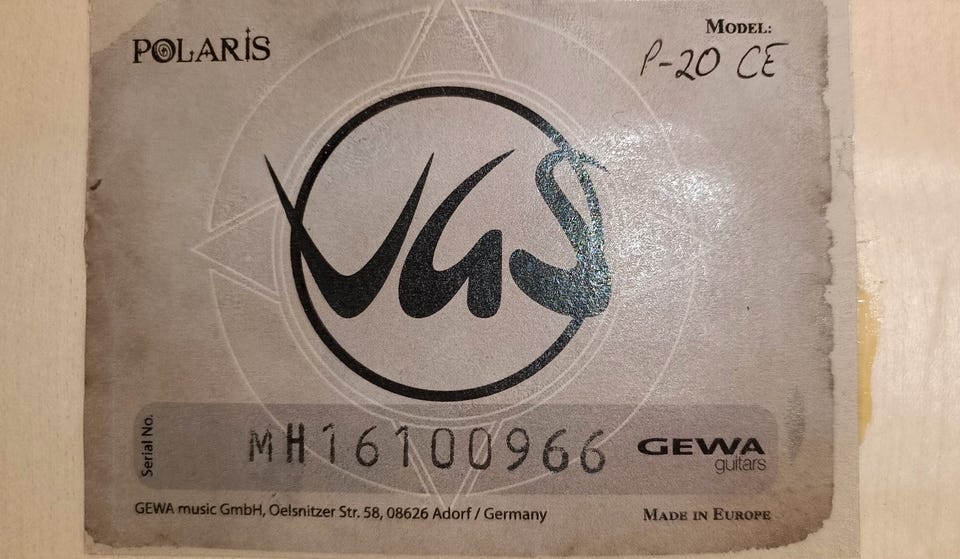 POLARIS
MODEL:
P-20 CE
VGS
Serial No.
MH16100966
GEWA
guitars
GEWA music GmbH, Oelsnitzer Str. 58, 08626 Adorf / Germany
MADE IN EUROPE